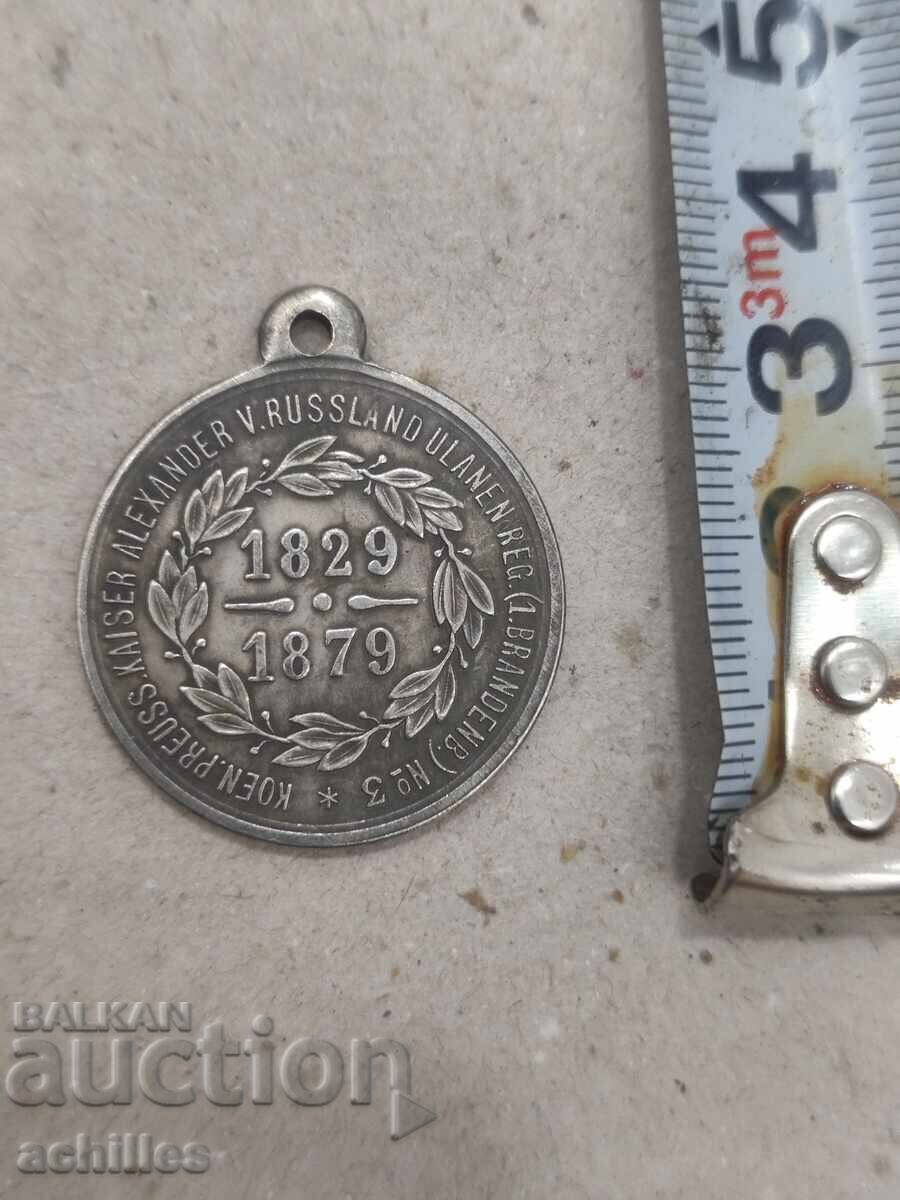 KOEN. PREUSS. KAISER ALEXANDER V. RUSSLAND ULANEN REG. (1. BRANDENB.) No 3 *
1829
1879
5
4
3m
3
BALKAN
auction
achilles